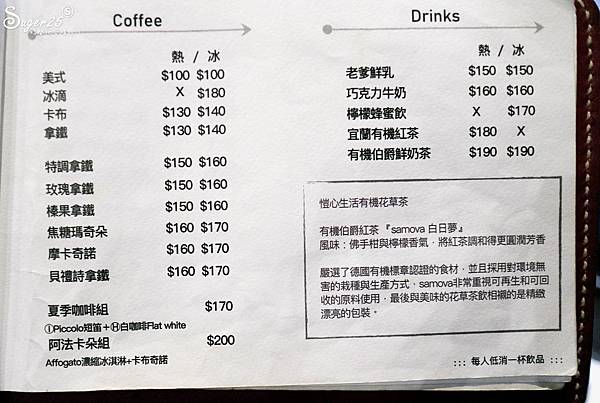 Suger25
Coffee
熱 / 冰
美式 $100 $100
冰滴 X $180
卡布 $130 $140
拿鐵 $130 $140
特調拿鐵 $150 $160
玫瑰拿鐵 $150 $160
榛果拿鐵 $150 $160
焦糖瑪奇朵 $160 $170
摩卡奇諾 $160 $170
貝禮詩拿鐵 $160 $170
夏季咖啡組 $170
ⒾPiccolo短笛+Ⓗ白咖啡Flat white
阿法卡朵組 $200
Affogato濃縮冰淇淋+卡布奇諾
Drinks
熱 / 冰
老爹鮮乳 $150 $150
巧克力牛奶 $160 $160
檸檬蜂蜜飲 X $170
宜蘭有機紅茶 $180 X
有機伯爵鮮奶茶 $190 $190
愷心生活有機花草茶
有機伯爵紅茶『samova 白日夢』
風味：佛手柑與檸檬香氣，將紅茶調和得更圓潤芳香
嚴選了德國有機標章認證的食材，並且採用對環境無
害的栽種與生產方式，samova非常重視可再生和可回
收的原料使用，最後與美味的花草茶飲相襯的是精緻
漂亮的包裝。
::: 每人低消一杯飲品 :::